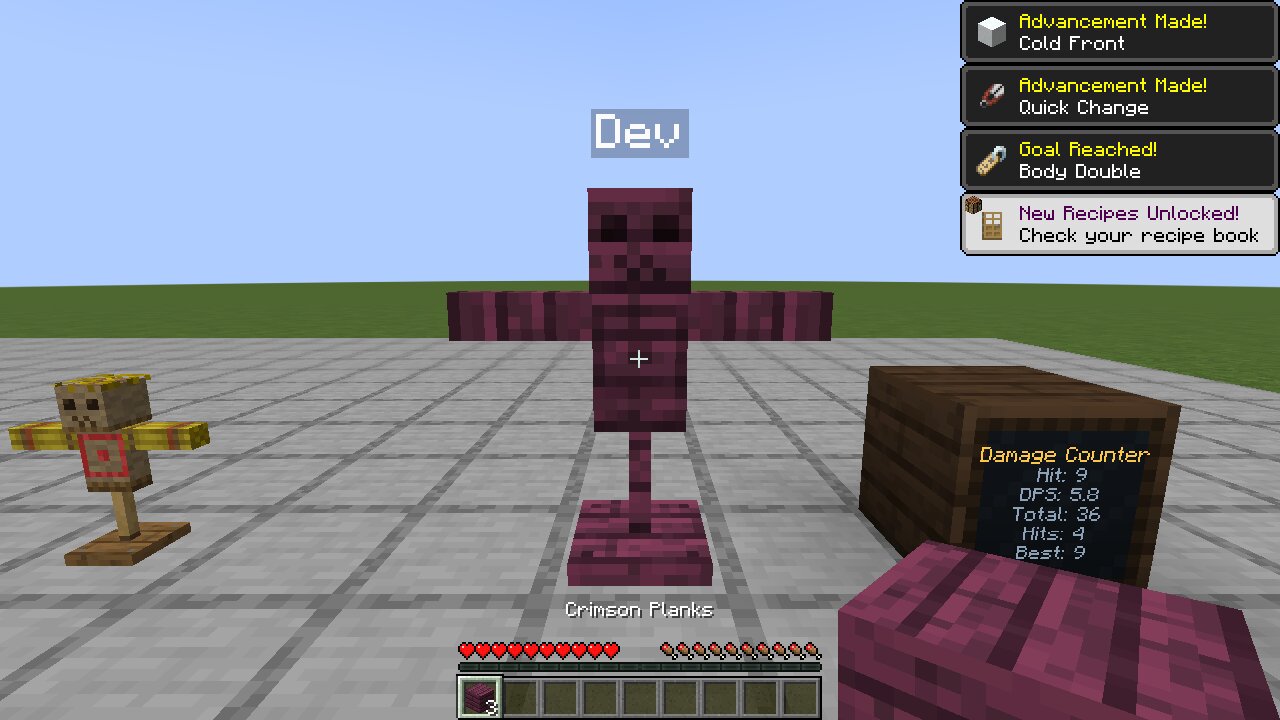 Advancement Made!
Cold Front
Advancement Made!
Quick Change
Goal Reached!
Body Double
New Recipes Unlocked!
Check your recipe book
Dev
Damage Counter
Hit: 9
DPS: 5.8
Total: 36
Hits: 4
Best: 9
Crimson Planks
3